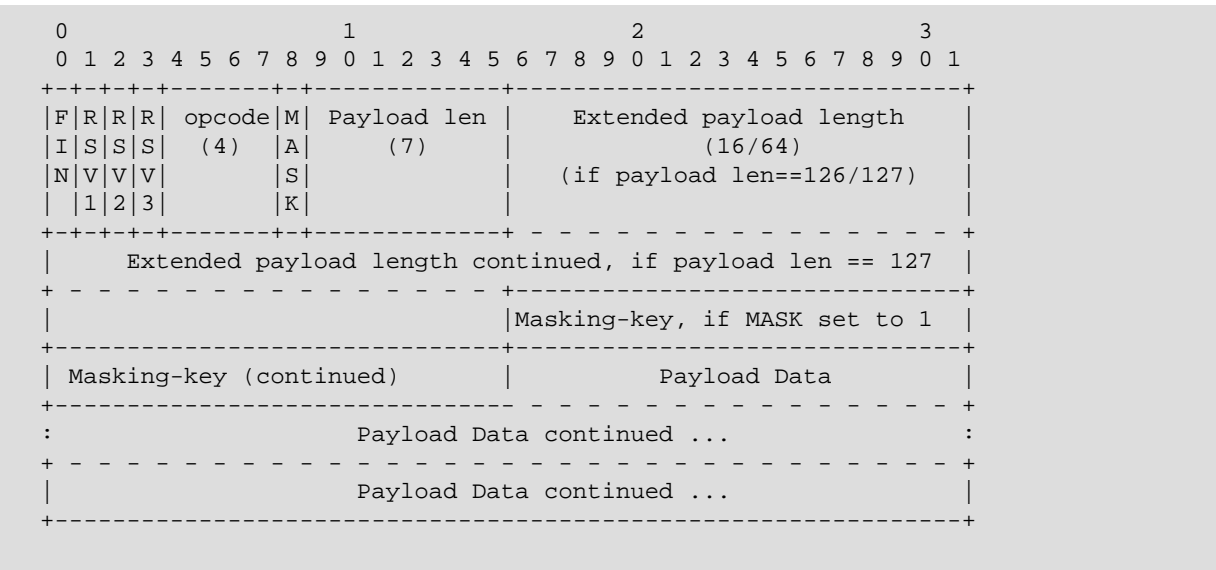 0                   1                   2                   3
 0 1 2 3 4 5 6 7 8 9 0 1 2 3 4 5 6 7 8 9 0 1 2 3 4 5 6 7 8 9 0 1
+-+-+-+-+-------+-+-------------+-------------------------------+
|F|R|R|R| opcode|M| Payload len |    Extended payload length    |
|I|S|S|S|  (4)  |A|     (7)     |             (16/64)           |
|N|V|V|V|       |S|             |   (if payload len==126/127)   |
| |1|2|3|       |K|             |                               |
+-+-+-+-+-------+-+-------------+ - - - - - - - - - - - - - - - +
|     Extended payload length continued, if payload len == 127  |
+ - - - - - - - - - - - - - - - +-------------------------------+
|                               |Masking-key, if MASK set to 1  |
+-------------------------------+-------------------------------+
| Masking-key (continued)       |          Payload Data         |
+-------------------------------- - - - - - - - - - - - - - - - +
:                     Payload Data continued ...                :
+ - - - - - - - - - - - - - - - - - - - - - - - - - - - - - - - +
|                     Payload Data continued ...                |
+---------------------------------------------------------------+